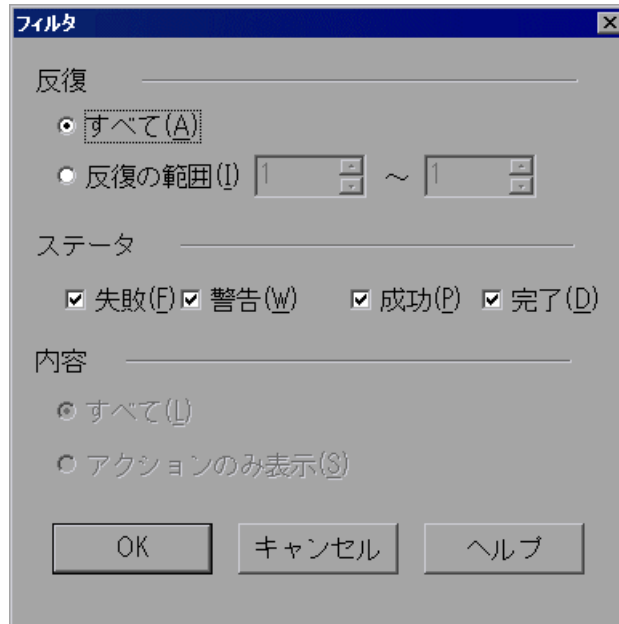 フィルタ
反復
すべて(A)
反復の範囲(I) 1 ～ 1
ステータ
失敗(F) 警告(W) 成功(P) 完了(D)
内容
すべて(L)
アクションのみ表示(S)
OK キャンセル ヘルプ